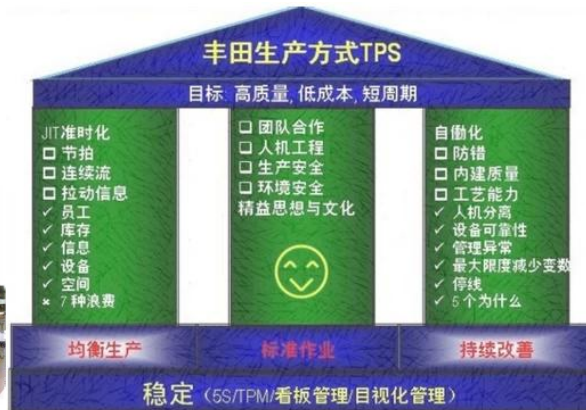 丰田生产方式TPS
目标: 高质量, 低成本, 短周期
JIT准时化
□ 节拍
□ 连续流
□ 拉动信息
✓ 员工
✓ 库存
✓ 信息
✓ 设备
✓ 空间
× 7 种浪费
□ 团队合作
□ 人机工程
□ 生产安全
□ 环境安全
精益思想与文化
自働化
□ 防错
□ 内建质量
□ 工艺能力
✓ 人机分离
✓ 设备可靠性
✓ 管理异常
✓ 最大限度减少变数
✓ 停线
✓ 5 个为什么
均衡生产
标准作业
持续改善
稳定（5S/TPM/看板管理/目视化管理）